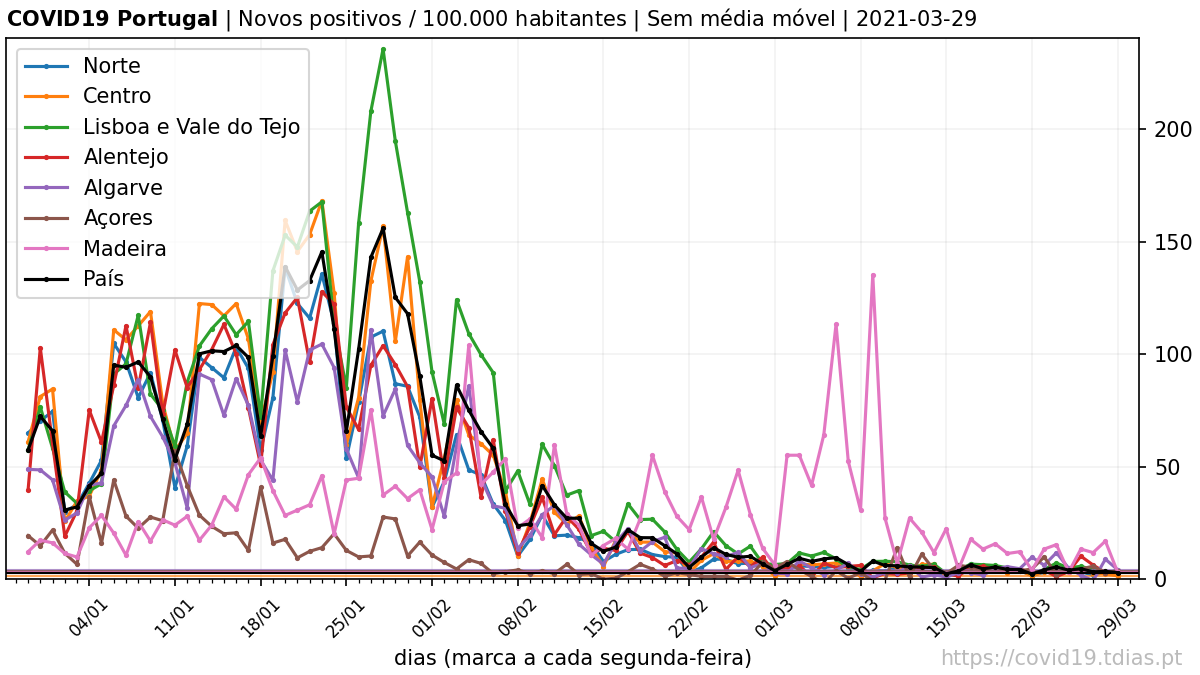 COVID19 Portugal | Novos positivos / 100.000 habitantes | Sem média móvel | 2021-03-29
Norte
Centro
Lisboa e Vale do Tejo
Alentejo
Algarve
Açores
Madeira
País
200
150
100
50
0
04/01 11/01 18/01 25/01 01/02 08/02 15/02 22/02 01/03 08/03 15/03 22/03 29/03
dias (marca a cada segunda-feira)
https://covid19.tdias.pt